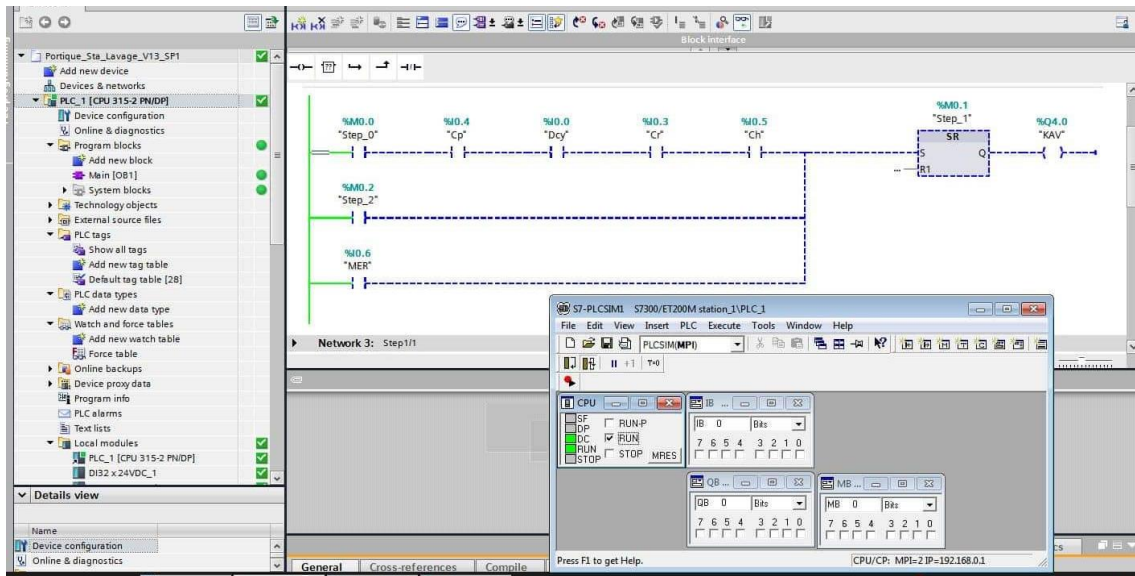 Block interface
Portique_Sta_Lavage_V13_SP1
Add new device
Devices & networks
PLC_1 [CPU 315-2 PN/DP]
Device configuration
Online & diagnostics
Program blocks
Add new block
Main [OB1]
System blocks
Technology objects
External source files
PLC tags
Show all tags
Add new tag table
Default tag table [28]
PLC data types
Add new data type
Watch and force tables
Add new watch table
Force table
Online backups
Device proxy data
Program info
PLC alarms
Text lists
Local modules
PLC_1 [CPU 315-2 PN/DP]
DI32 x 24VDC_1
Details view
Name
Device configuration
Online & diagnostics
%M0.0 %I0.4 %I0.0 %I0.3 %I0.5 %M0.1 %Q4.0
"Step_0" "Cp" "Dcy" "Cr" "Ch" "Step_1" "KAV"
SR
S Q
... R1
%M0.2
"Step_2"
%I0.6
"MER"
Network 3: Step1/1
S7-PLCSIM1 S7300/ET200M station_1\PLC_1
File Edit View Insert PLC Execute Tools Window Help
PLCSIM(MPI)
+1 T=0
CPU
SF
DP
DC
RUN
STOP
RUN-P
RUN
STOP MRES
IB ...
IB 0 Bits
7 6 5 4 3 2 1 0
QB ...
QB 0 Bits
7 6 5 4 3 2 1 0
MB ...
MB 0 Bits
7 6 5 4 3 2 1 0
Press F1 to get Help. CPU/CP: MPI=2 IP=192.168.0.1
General Cross-references Compile